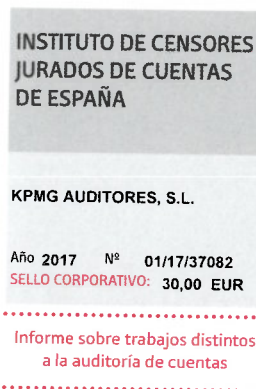 INSTITUTO DE CENSORES
JURADOS DE CUENTAS
DE ESPAÑA
KPMG AUDITORES, S.L.
Año 2017 Nº 01/17/37082
SELLO CORPORATIVO: 30,00 EUR
Informe sobre trabajos distintos
a la auditoría de cuentas